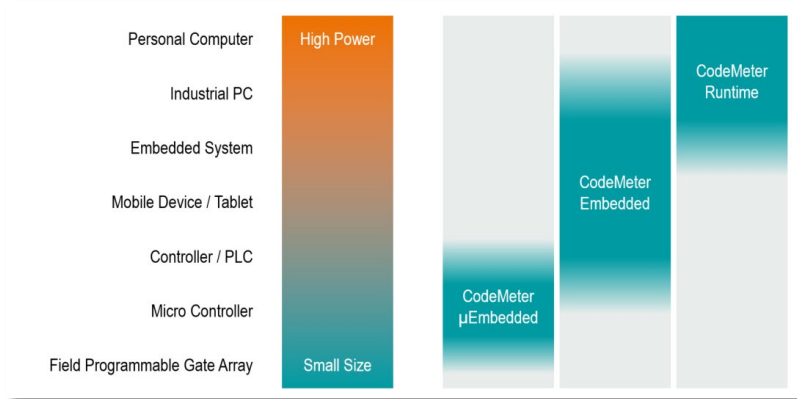 Personal Computer
High Power
Industrial PC
CodeMeter
Runtime
Embedded System
Mobile Device / Tablet
CodeMeter
Embedded
Controller / PLC
Micro Controller
CodeMeter
µEmbedded
Field Programmable Gate Array
Small Size